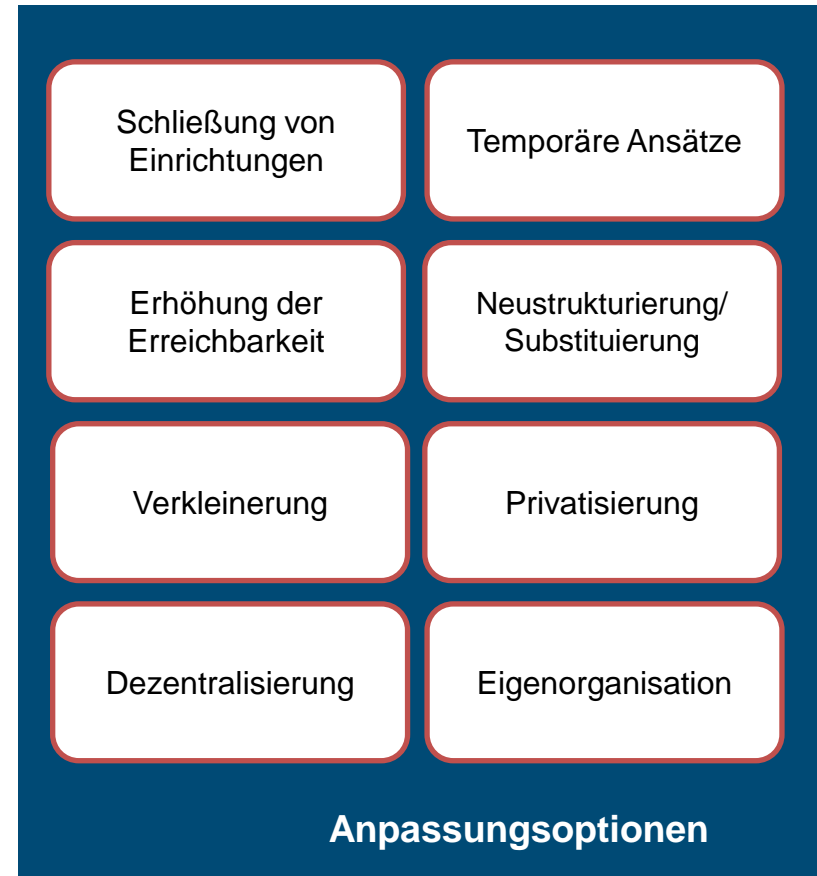 Schließung von
Einrichtungen
Temporäre Ansätze
Erhöhung der
Erreichbarkeit
Neustrukturierung/
Substituierung
Verkleinerung
Privatisierung
Dezentralisierung
Eigenorganisation
Anpassungsoptionen